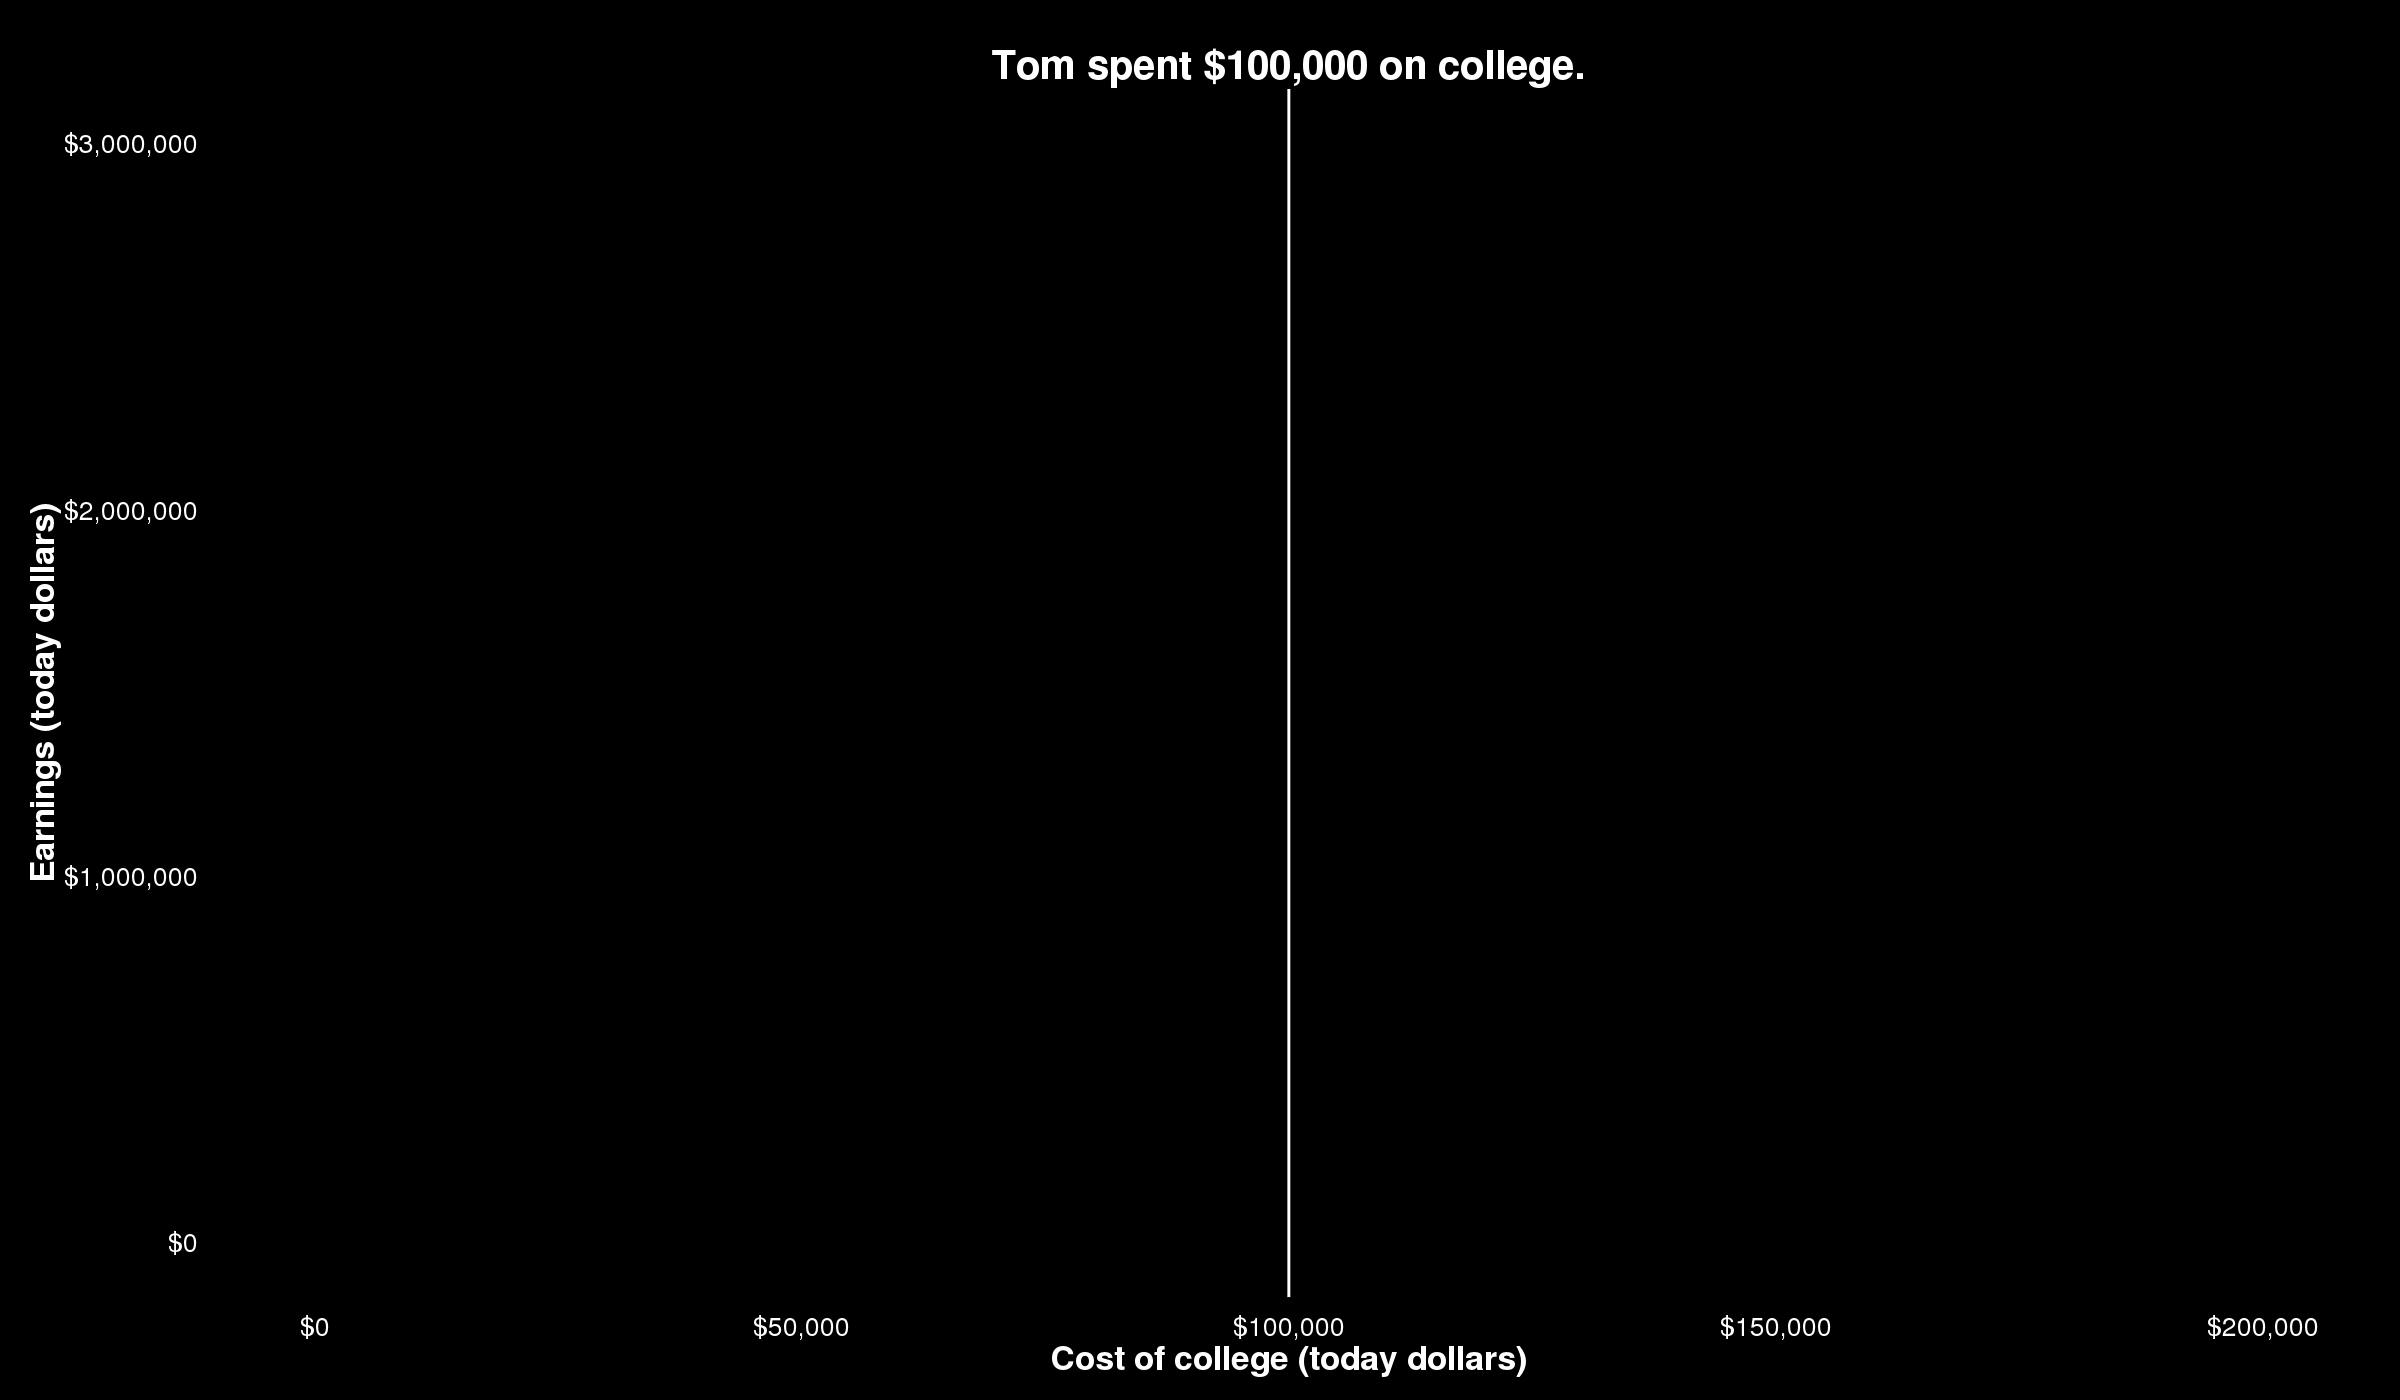 Tom spent $100,000 on college.
$3,000,000
$2,000,000
$1,000,000
$0
Earnings (today dollars)
$0 $50,000 $100,000 $150,000 $200,000
Cost of college (today dollars)